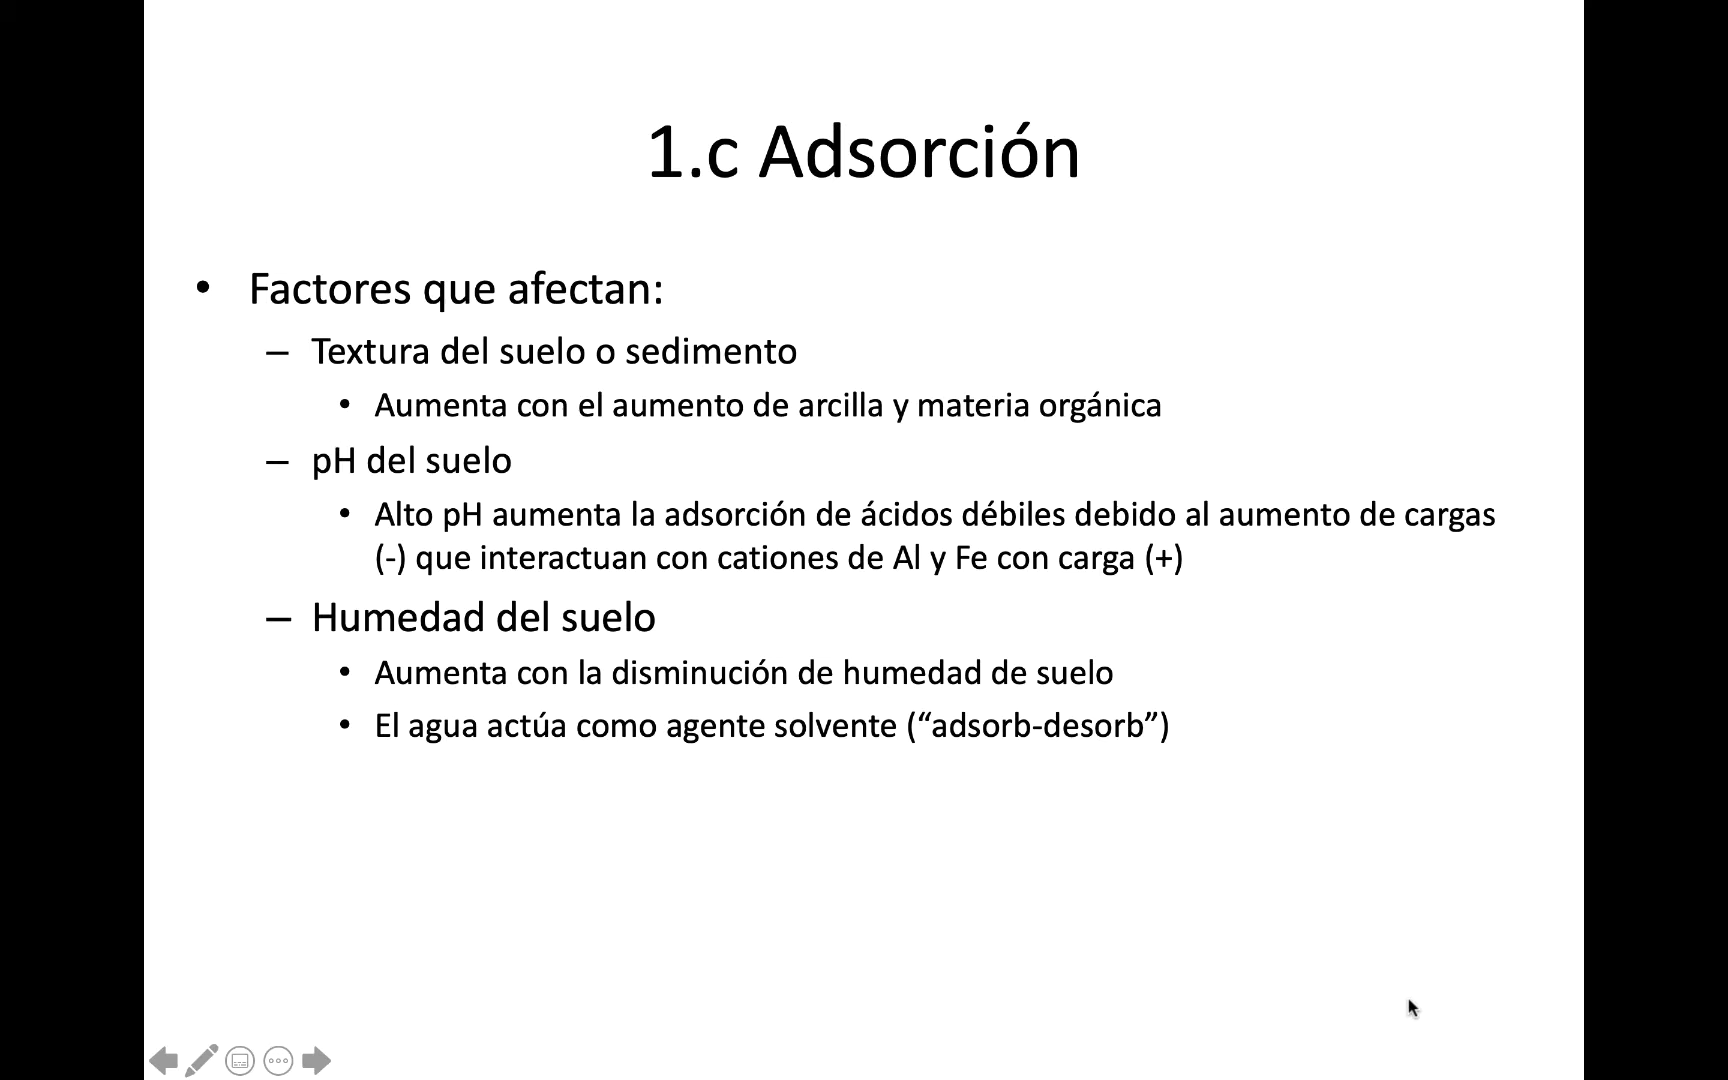 1.c Adsorción
• Factores que afectan:
– Textura del suelo o sedimento
• Aumenta con el aumento de arcilla y materia orgánica
– pH del suelo
• Alto pH aumenta la adsorción de ácidos débiles debido al aumento de cargas
(-) que interactuan con cationes de Al y Fe con carga (+)
– Humedad del suelo
• Aumenta con la disminución de humedad de suelo
• El agua actúa como agente solvente (“adsorb-desorb”)